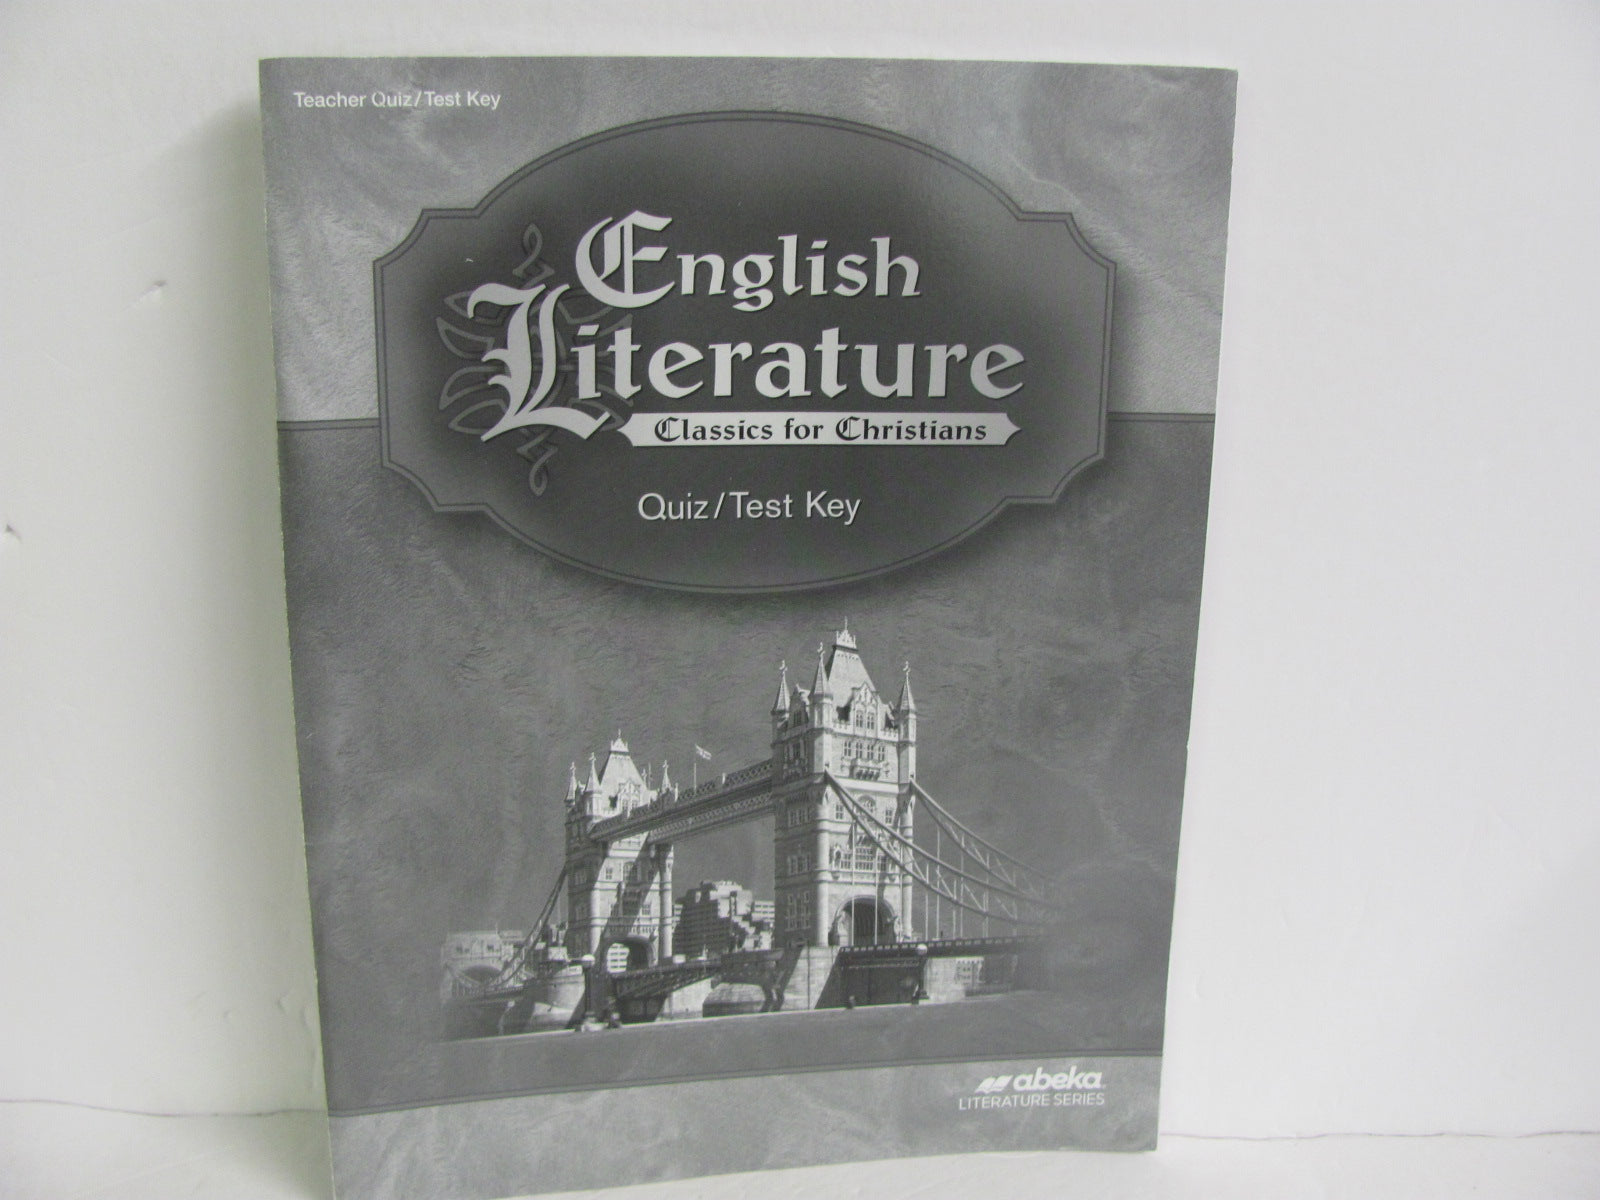 Teacher Quiz/Test Key
English
Literature
Classics for Christians
Quiz/Test Key
abeka
LITERATURE SERIES